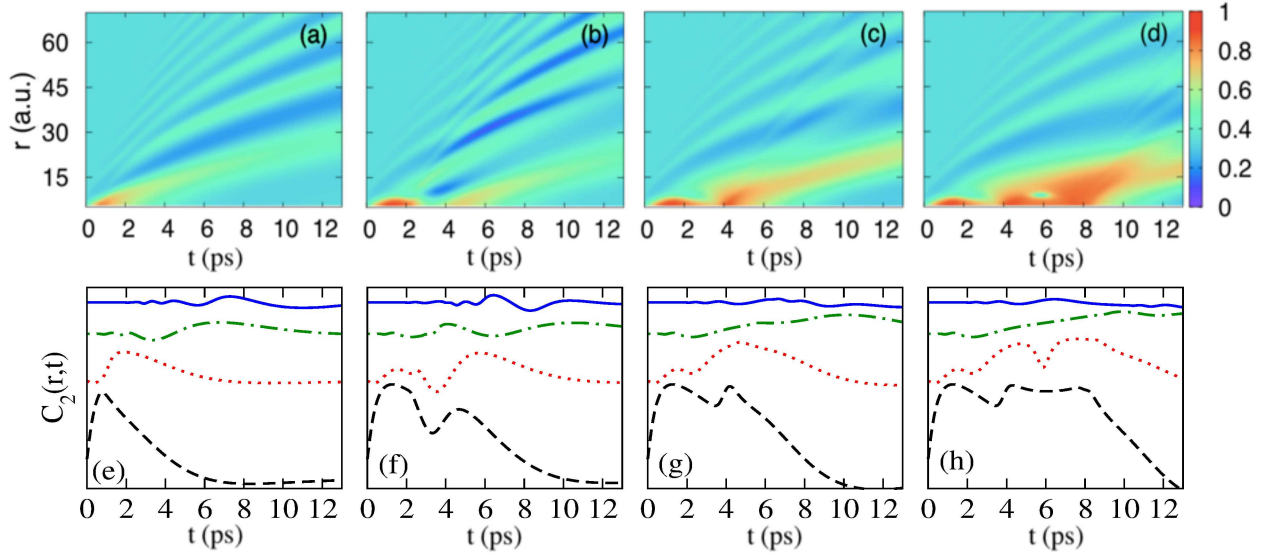 (a) (b) (c) (d)
r (a.u.)
60
45
30
15
1
0.8
0.6
0.4
0.2
0
0 2 4 6 8 10 12 0 2 4 6 8 10 12 0 2 4 6 8 10 12 0 2 4 6 8 10 12
t (ps) t (ps) t (ps) t (ps)
C2(r,t)
(e) (f) (g) (h)
0 2 4 6 8 10 12 0 2 4 6 8 10 12 0 2 4 6 8 10 12 0 2 4 6 8 10 12
t (ps) t (ps) t (ps) t (ps)